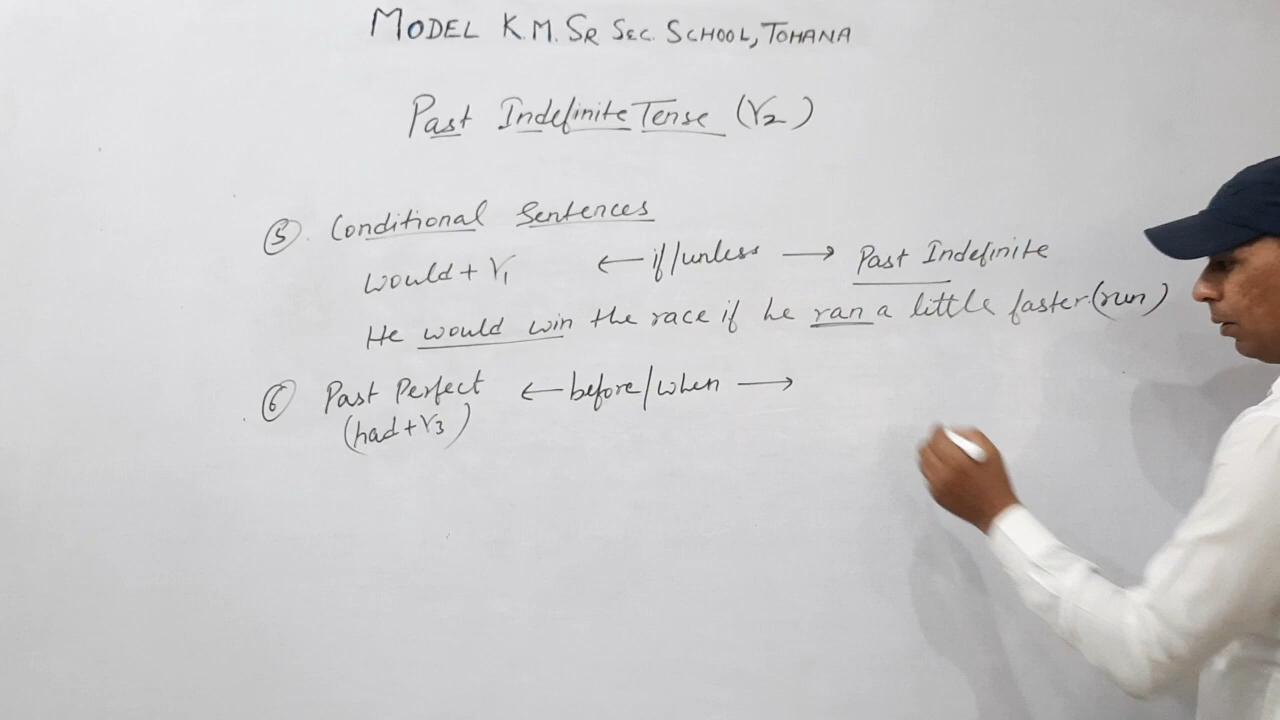 MODEL K.M. SR SEC. SCHOOL, TOHANA
Past Indefinite Tense (V2)
⑤. Conditional Sentences
would + V1 ← if/unless → Past Indefinite
He would win the race if he ran a little faster. (run)
⑥ Past Perfect ← before/when →
(had + V3)